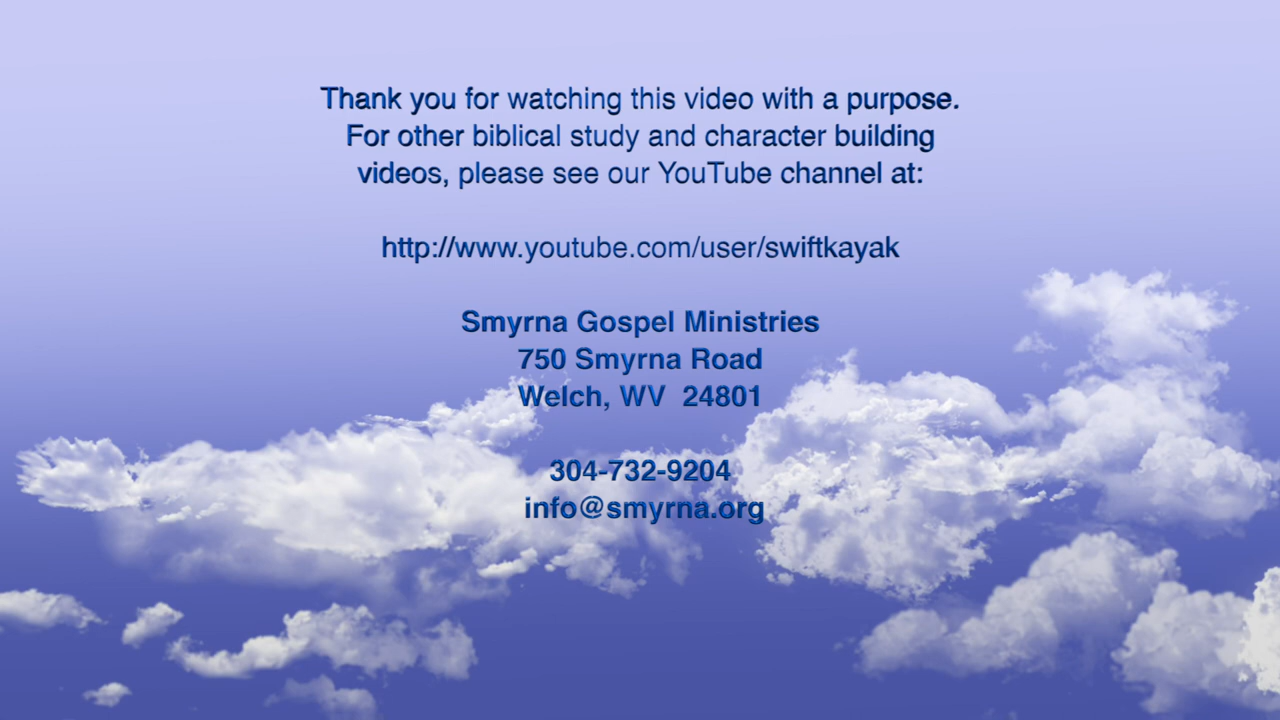 Thank you for watching this video with a purpose.
For other biblical study and character building
videos, please see our YouTube channel at:
http://www.youtube.com/user/swiftkayak
Smyrna Gospel Ministries
750 Smyrna Road
Welch, WV  24801
304-732-9204
info@smyrna.org